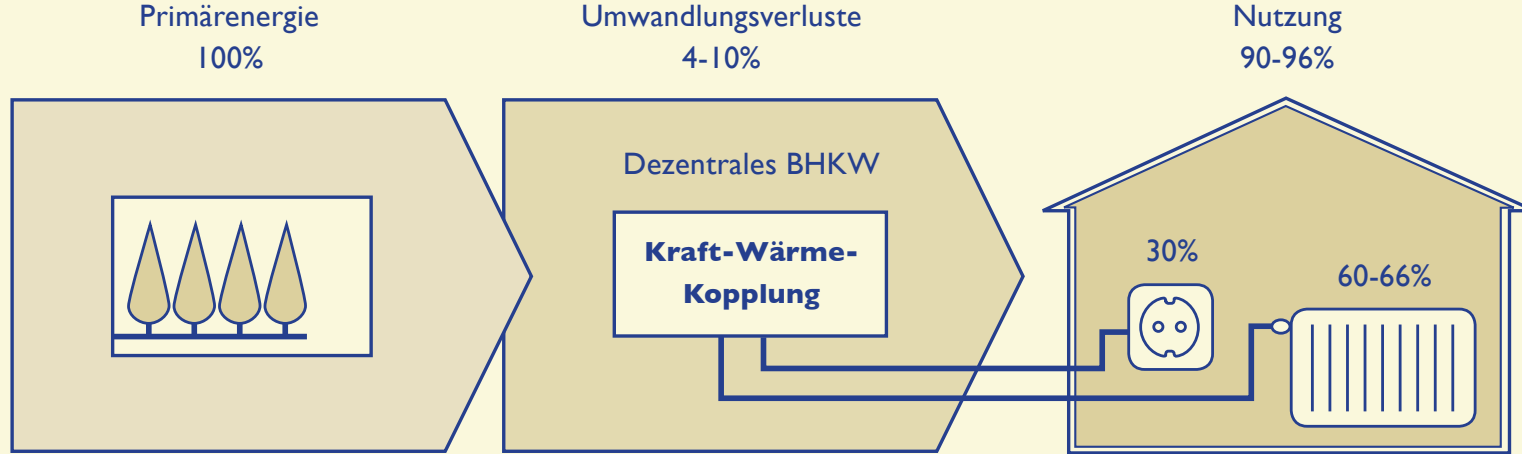 Primärenergie
100%
Umwandlungsverluste
4-10%
Nutzung
90-96%
Dezentrales BHKW
Kraft-Wärme-
Kopplung
30%
60-66%